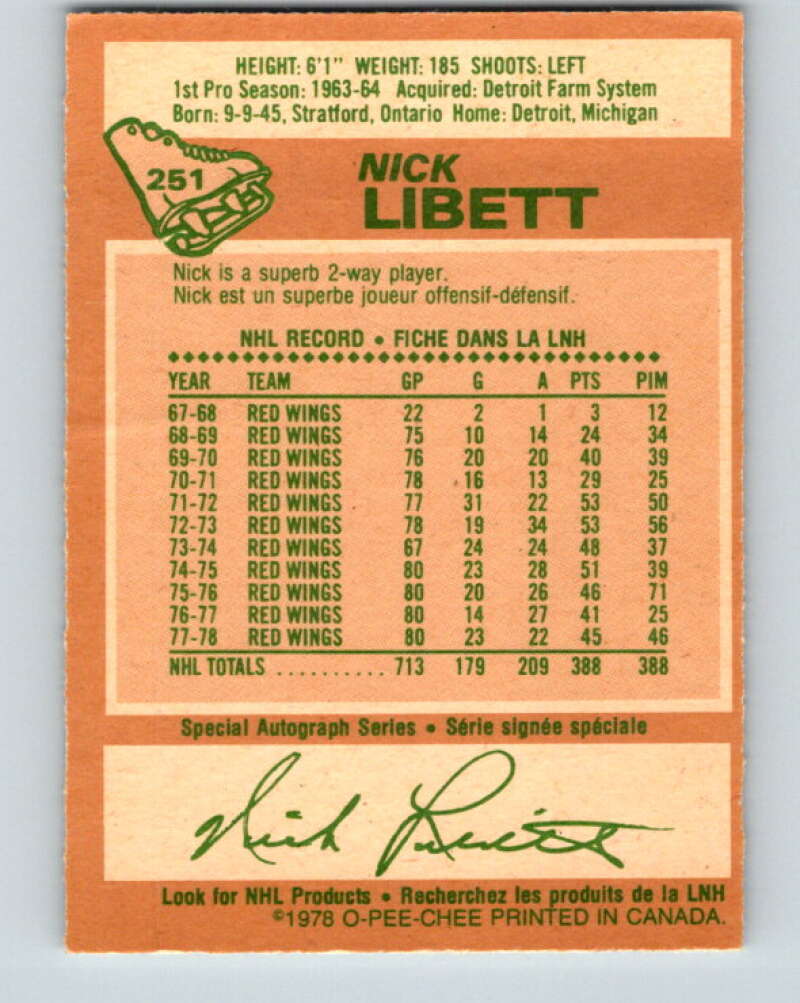 HEIGHT: 6'1" WEIGHT: 185 SHOOTS: LEFT
1st Pro Season: 1963-64 Acquired: Detroit Farm System
Born: 9-9-45, Stratford, Ontario Home: Detroit, Michigan
251
NICK
LIBETT
Nick is a superb 2-way player.
Nick est un superbe joueur offensif-défensif.
NHL RECORD • FICHE DANS LA LNH
YEAR TEAM GP G A PTS PIM
67-68 RED WINGS 22 2 1 3 12
68-69 RED WINGS 75 10 14 24 34
69-70 RED WINGS 76 20 20 40 39
70-71 RED WINGS 78 16 13 29 25
71-72 RED WINGS 77 31 22 53 50
72-73 RED WINGS 78 19 34 53 56
73-74 RED WINGS 67 24 24 48 37
74-75 RED WINGS 80 23 28 51 39
75-76 RED WINGS 80 20 26 46 71
76-77 RED WINGS 80 14 27 41 25
77-78 RED WINGS 80 23 22 45 46
NHL TOTALS .......... 713 179 209 388 388
Special Autograph Series • Série signée spéciale
Nick Libett
Look for NHL Products • Recherchez les produits de la LNH
©1978 O-PEE-CHEE PRINTED IN CANADA.